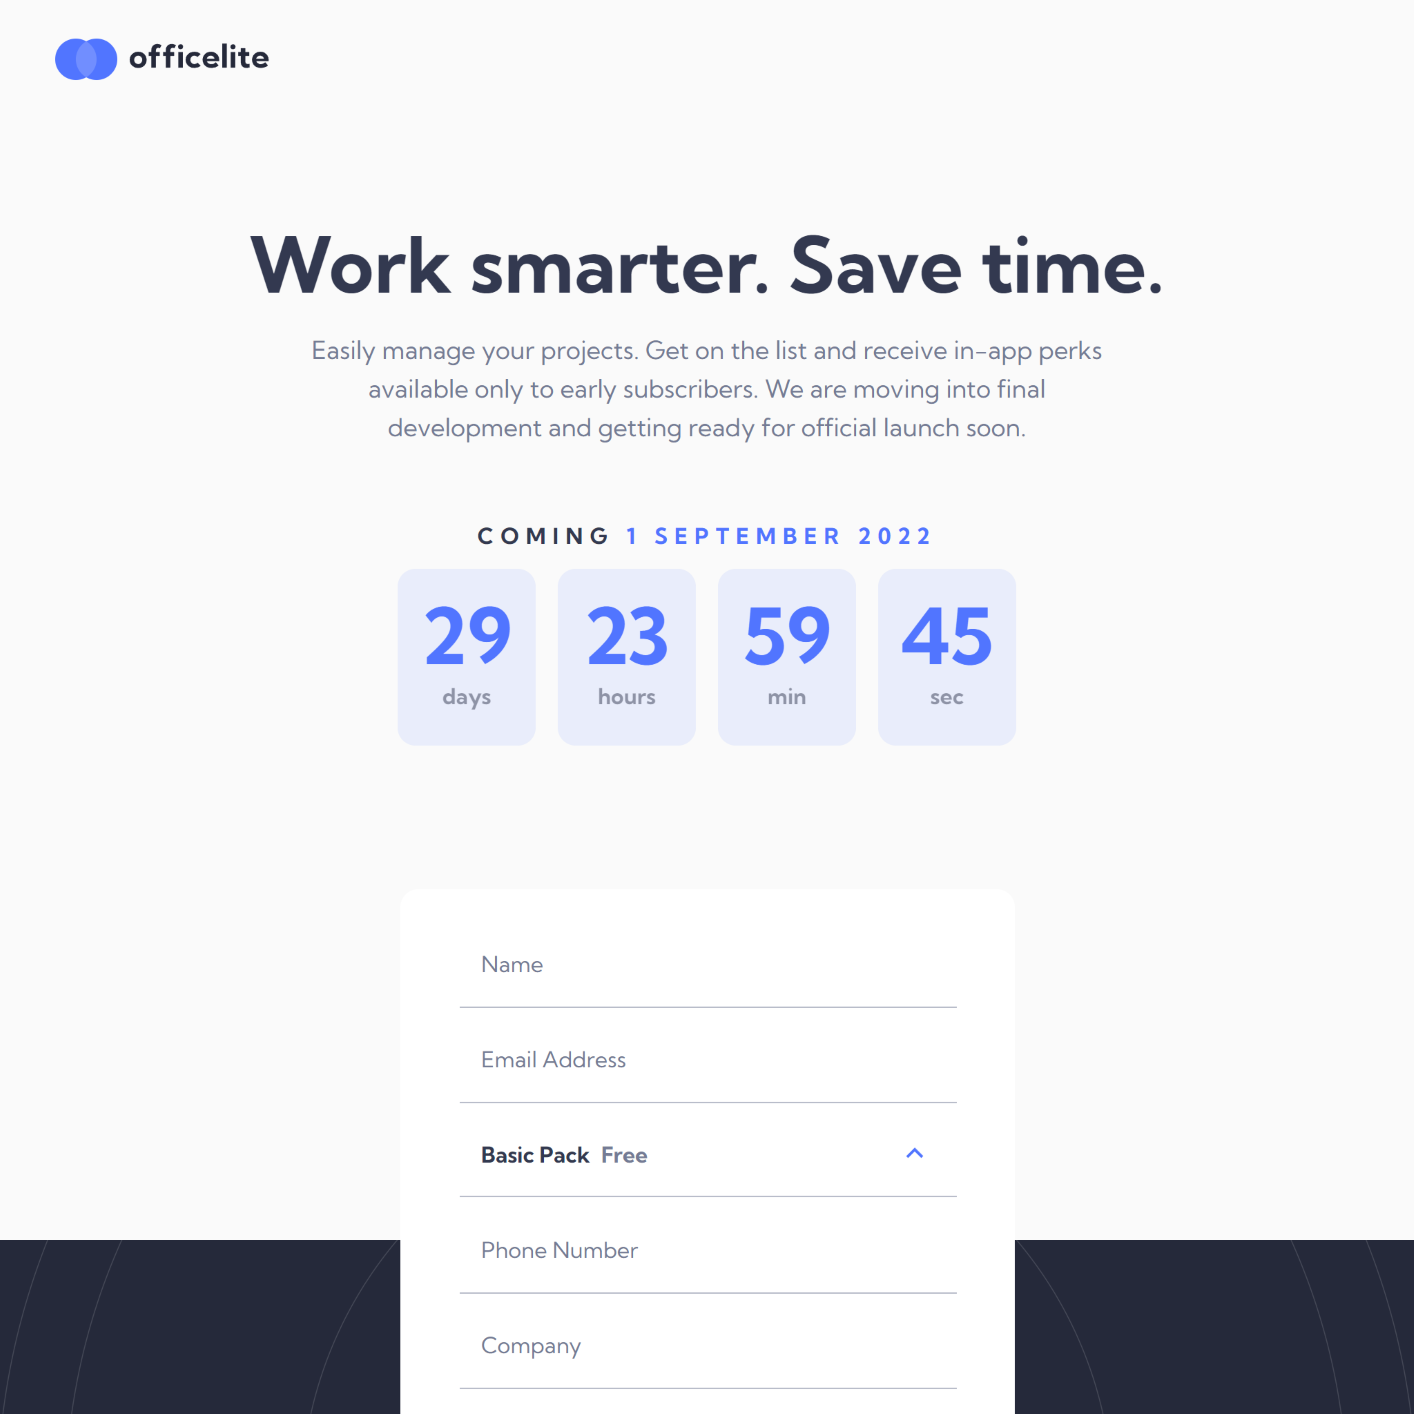 officelite
Work smarter. Save time.
Easily manage your projects. Get on the list and receive in-app perks
available only to early subscribers. We are moving into final
development and getting ready for official launch soon.
COMING 1 SEPTEMBER 2022
29 23 59 45
days hours min sec
Name
Email Address
Basic Pack Free
Phone Number
Company